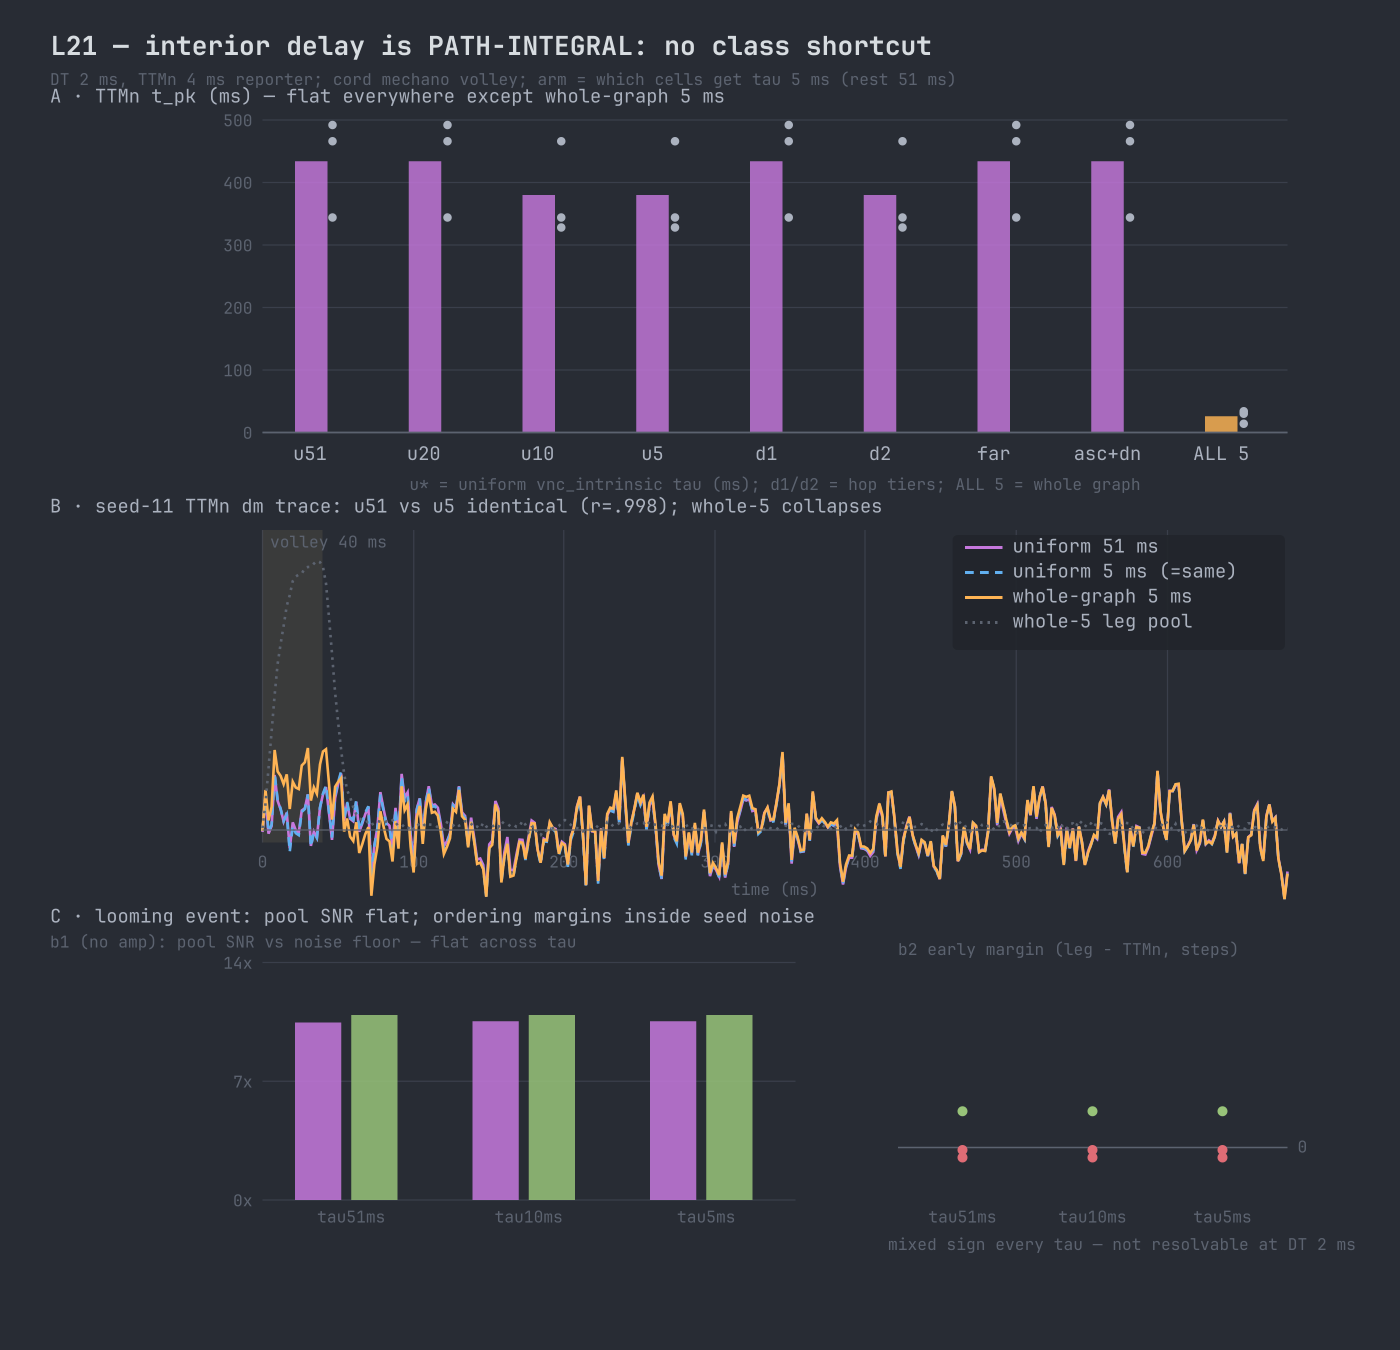 L21 — interior delay is PATH-INTEGRAL: no class shortcut
DT 2 ms, TTMn 4 ms reporter; cord mechano volley; arm = which cells get tau 5 ms (rest 51 ms)
A · TTMn t_pk (ms) — flat everywhere except whole-graph 5 ms
500
400
300
200
100
0
u51 u20 u10 u5 d1 d2 far asc+dn ALL 5
u* = uniform vnc_intrinsic tau (ms); d1/d2 = hop tiers; ALL 5 = whole graph
B · seed-11 TTMn dm trace: u51 vs u5 identical (r=.998); whole-5 collapses
volley 40 ms
uniform 51 ms
uniform 5 ms (=same)
whole-graph 5 ms
whole-5 leg pool
0 100 200 300 400 500 600
time (ms)
C · looming event: pool SNR flat; ordering margins inside seed noise
b1 (no amp): pool SNR vs noise floor — flat across tau
b2 early margin (leg - TTMn, steps)
14x
7x
0x
0
tau51ms tau10ms tau5ms
tau51ms tau10ms tau5ms
mixed sign every tau — not resolvable at DT 2 ms